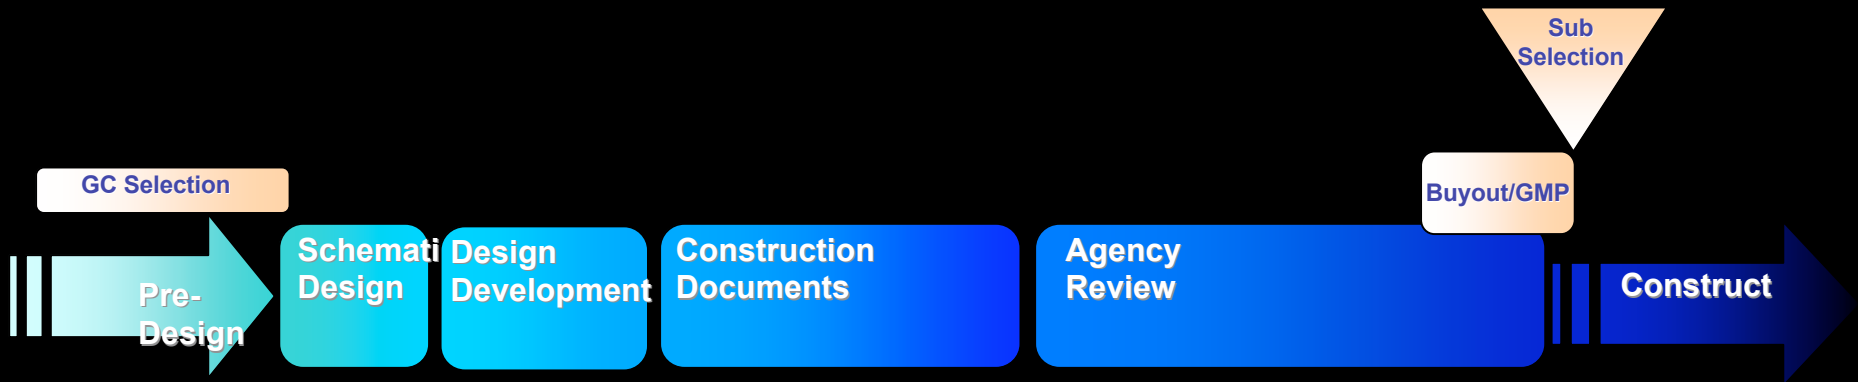 Sub
Selection
GC Selection
Buyout/GMP
Pre-
Design
Schemati
Design
Design
Development
Construction
Documents
Agency
Review
Construct